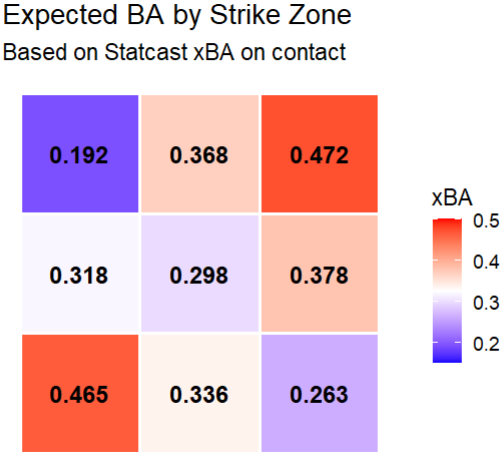 Expected BA by Strike Zone
Based on Statcast xBA on contact
0.192 0.368 0.472
0.318 0.298 0.378
0.465 0.336 0.263
xBA
0.5
0.4
0.3
0.2